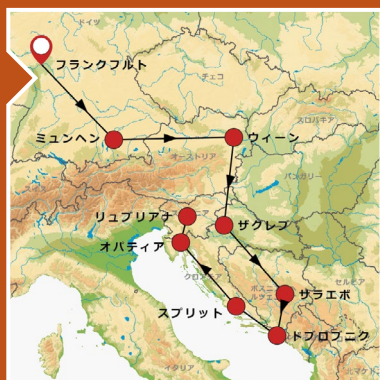 ドイツ
フランクフルト
チェコ
スロバキア
ミュンヘン
ウィーン
オーストリア
ハンガリー
スイス
リュブリアナ
ザグレブ
オパティア
クロアチア
セルビア
サラエボ
スプリット
ドブロブニク
イタリア